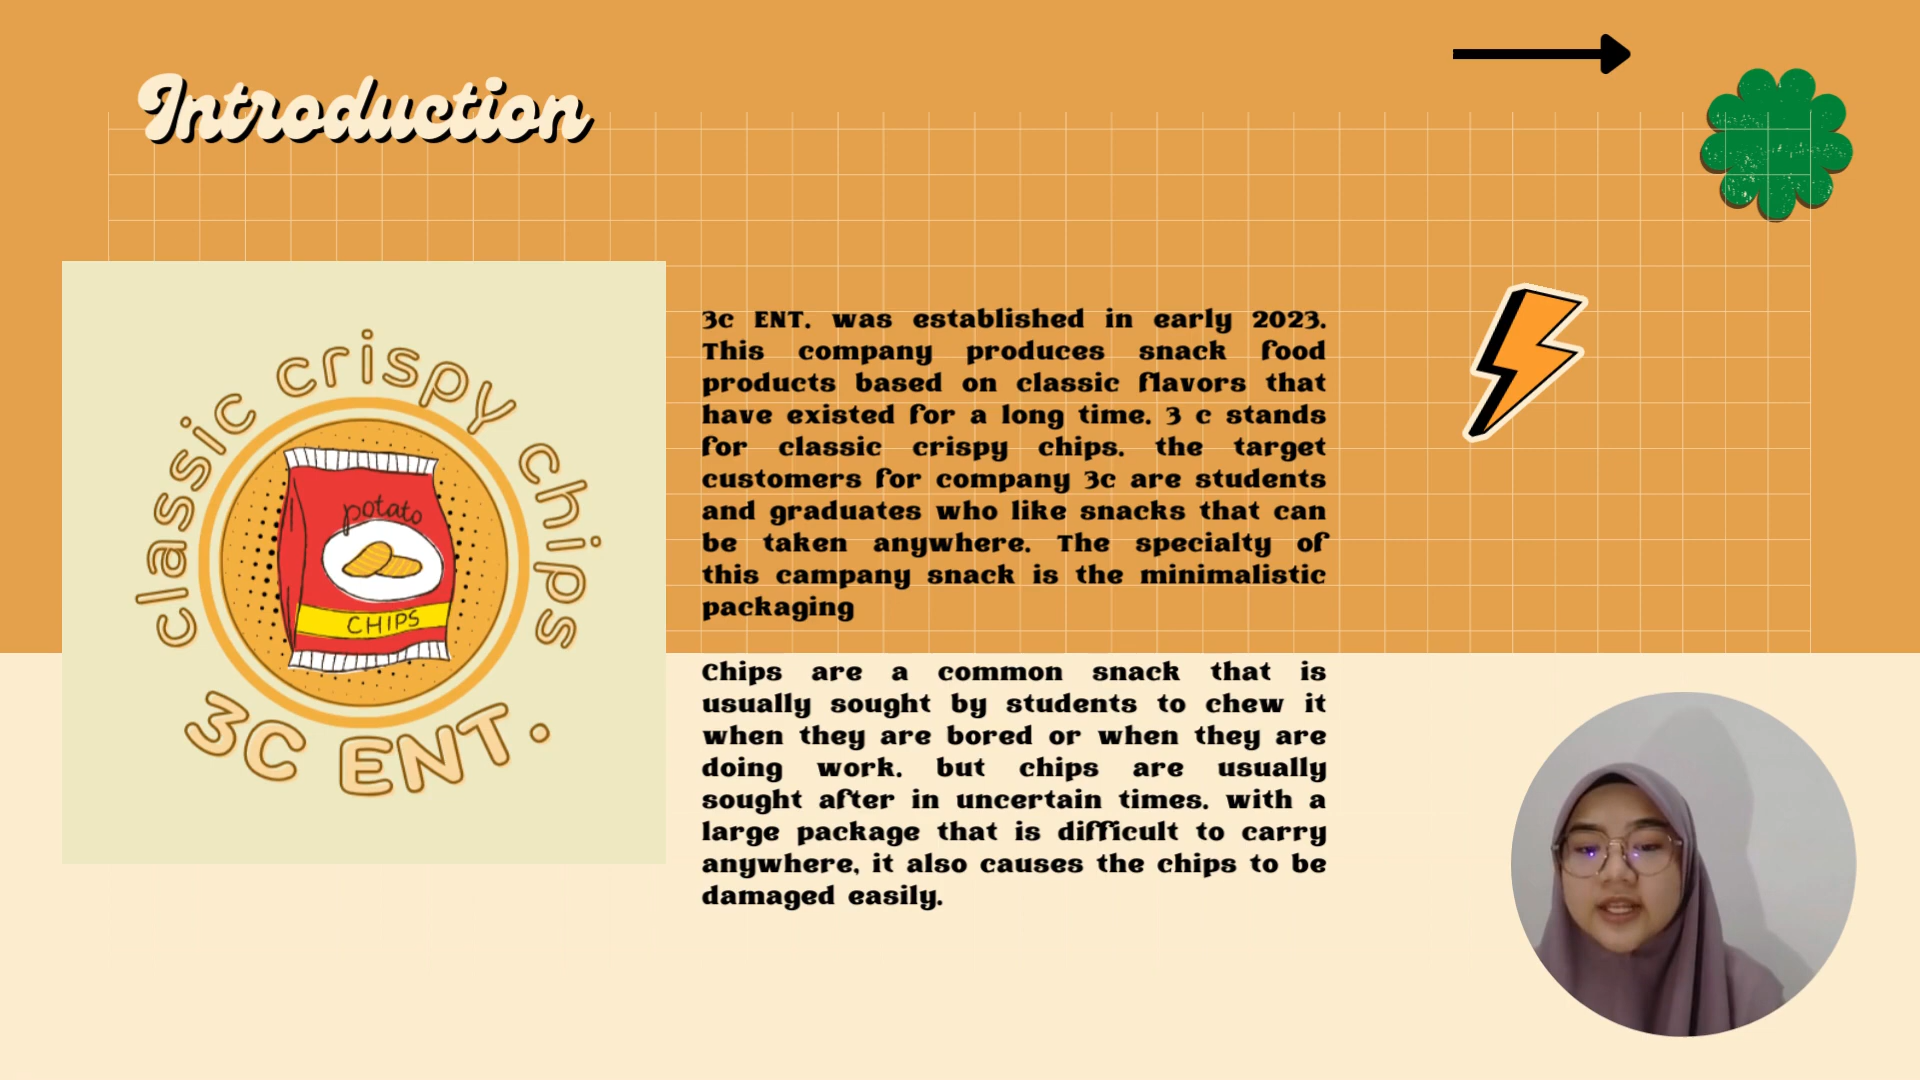 Introduction
classic crispy chips
potato
CHIPS
3C ENT.
3c ENT. was established in early 2023.
This company produces snack food
products based on classic flavors that
have existed for a long time. 3 c stands
for classic crispy chips. the target
customers for company 3c are students
and graduates who like snacks that can
be taken anywhere. The specialty of
this campany snack is the minimalistic
packaging
Chips are a common snack that is
usually sought by students to chew it
when they are bored or when they are
doing work. but chips are usually
sought after in uncertain times. with a
large package that is difficult to carry
anywhere, it also causes the chips to be
damaged easily.